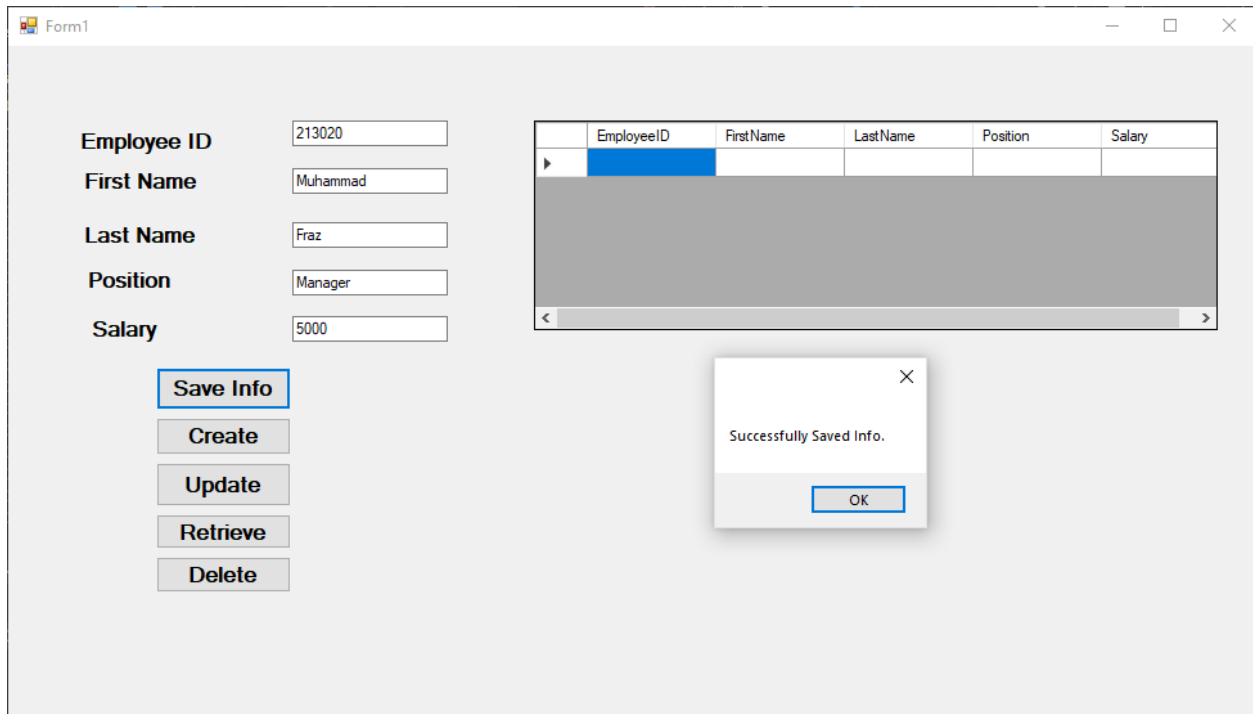 Form1
Employee ID
213020
First Name
Muhammad
Last Name
Fraz
Position
Manager
Salary
5000
Save Info
Create
Update
Retrieve
Delete
EmployeeID FirstName LastName Position Salary
Successfully Saved Info.
OK